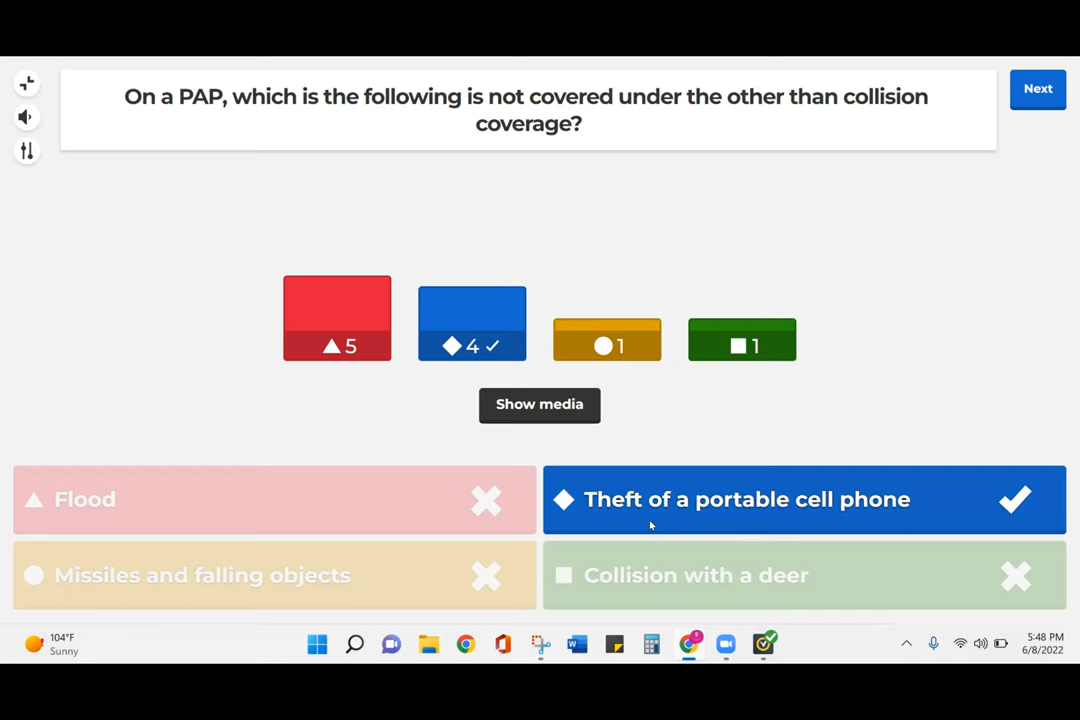 On a PAP, which is the following is not covered under the other than collision
coverage?
Next
5
4
1
1
Show media
Flood
Theft of a portable cell phone
Missiles and falling objects
Collision with a deer
104°F
Sunny
5:48 PM
6/8/2022